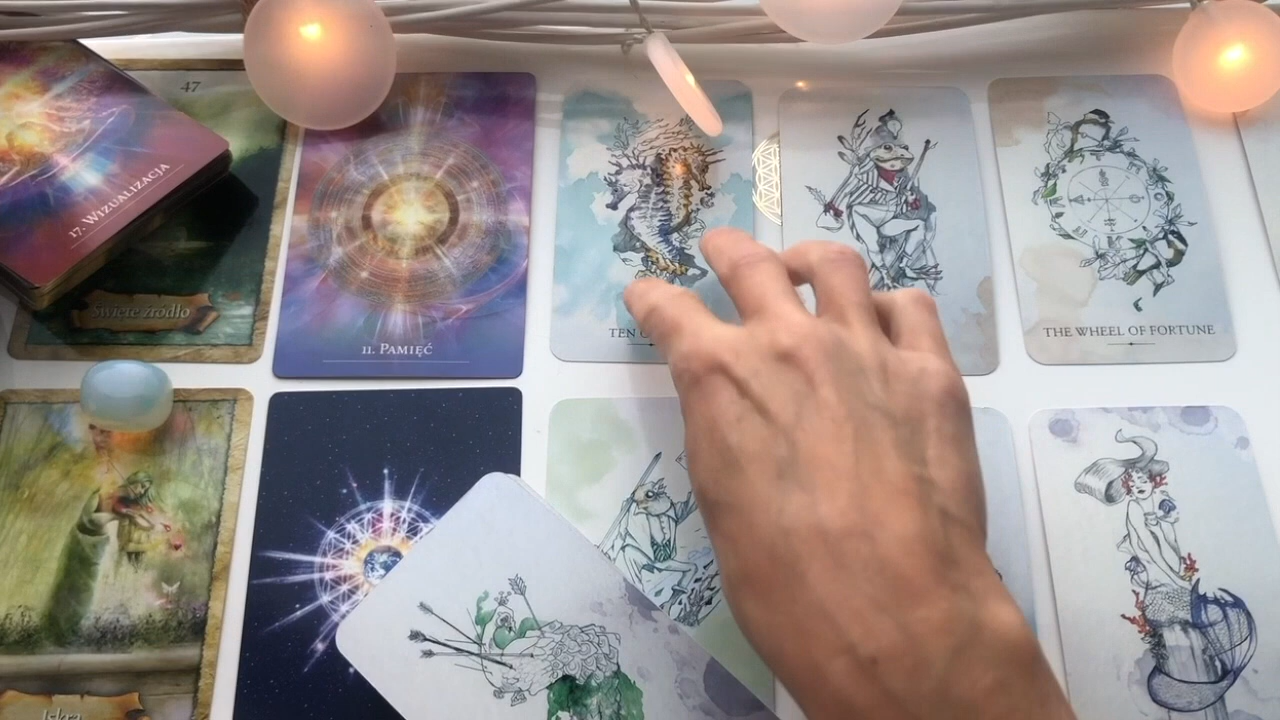 47
17. WIZUALIZACJA
Święte źródło
11. PAMIĘĆ
TEN
THE WHEEL OF FORTUNE
Iskra